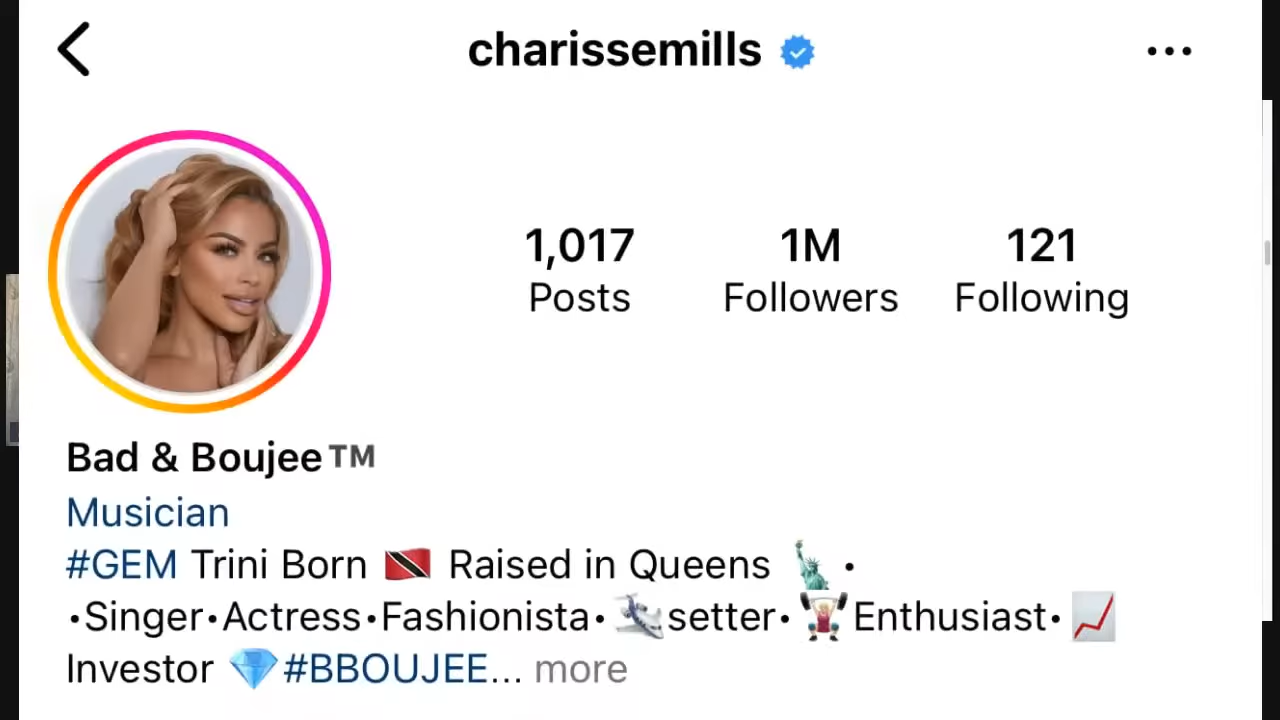 charissemills
1,017 1M 121
Posts Followers Following
Bad & Boujee™️
Musician
#GEM Trini Born 🇹🇹 Raised in Queens 🗽 •
•Singer•Actress•Fashionista• 🛩setter• 🏋🏼‍♀️Enthusiast• 📈
Investor 💎#BBOUJEE... more